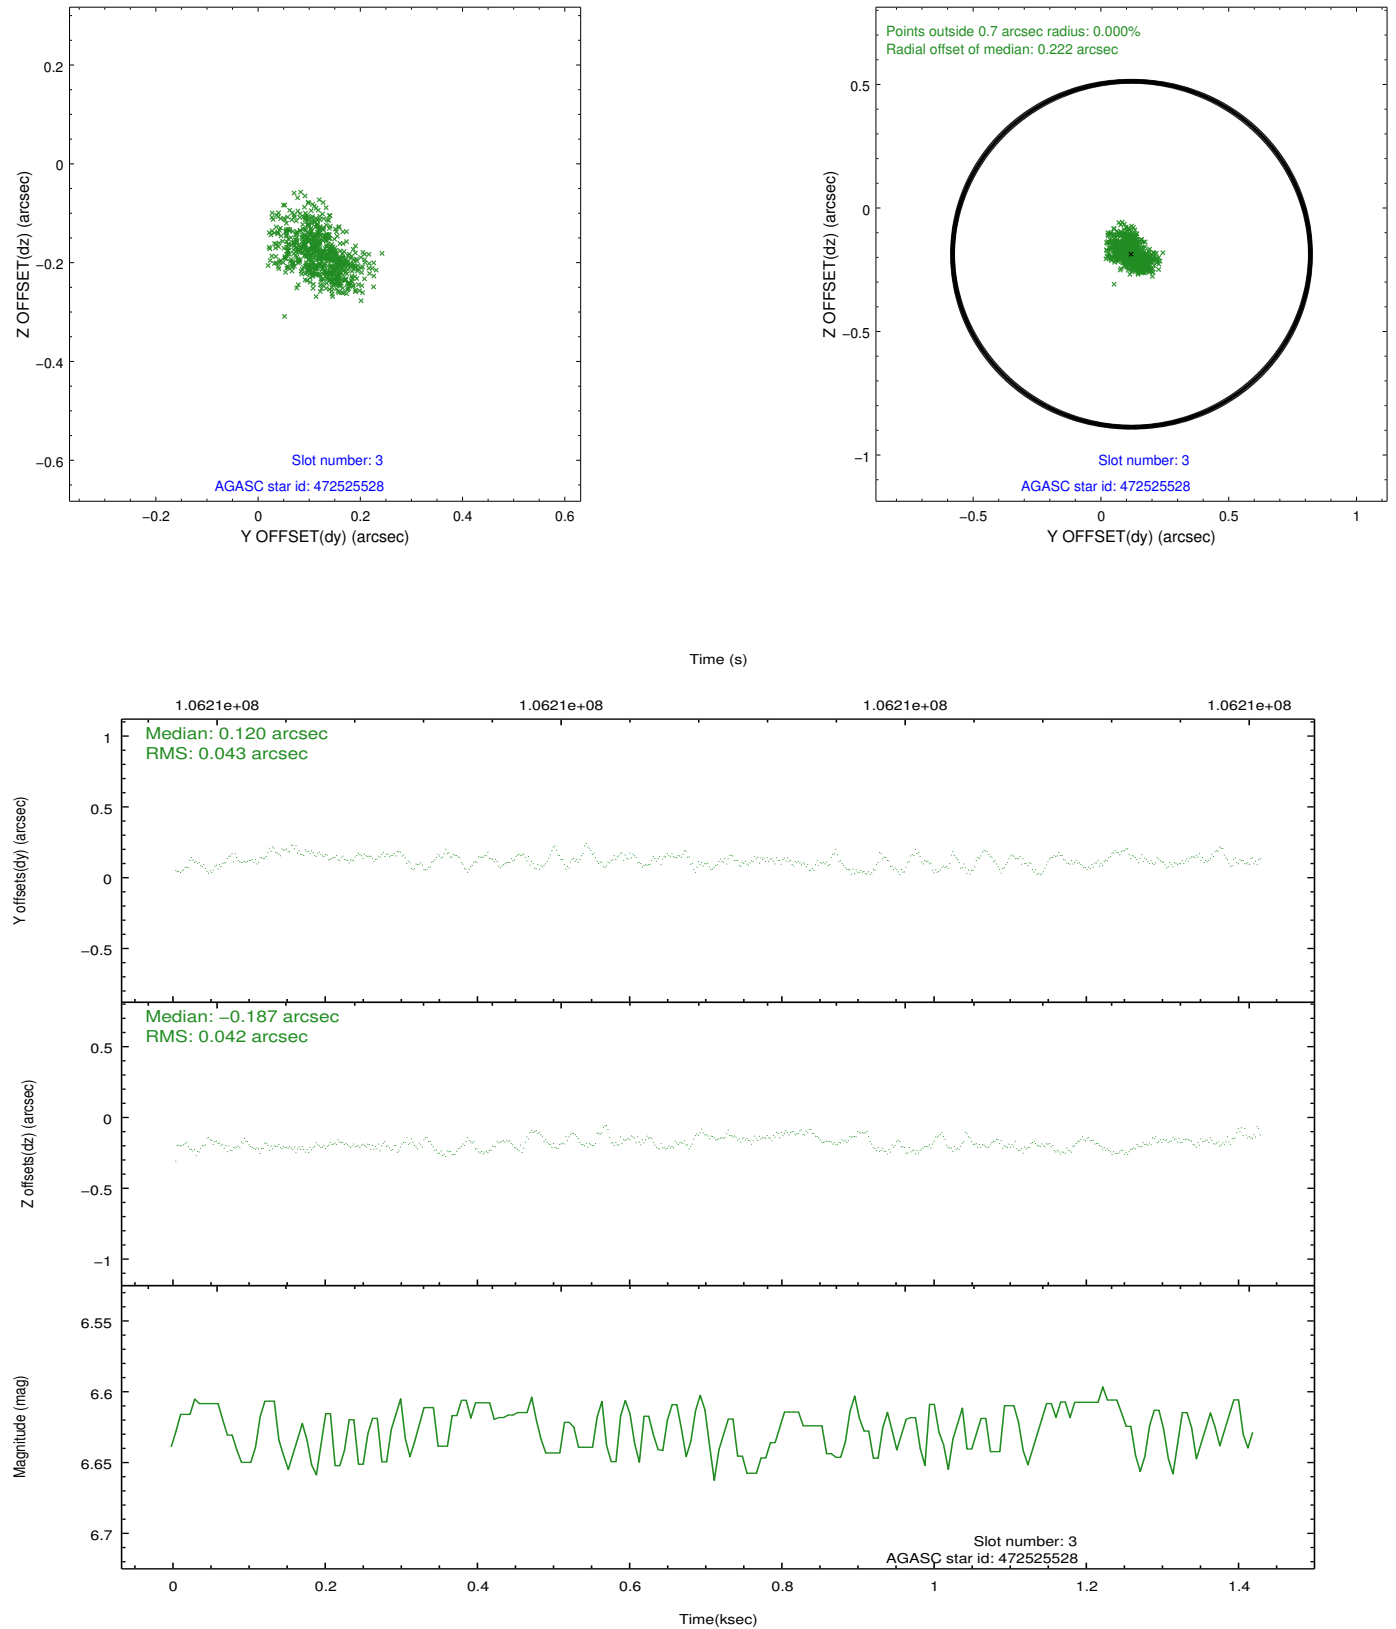 0.2
0
−0.2
−0.4
−0.6
Z OFFSET(dz) (arcsec)
Slot number: 3
AGASC star id: 472525528
−0.2
0
0.2
0.4
0.6
Y OFFSET(dy) (arcsec)
Points outside 0.7 arcsec radius: 0.000%
Radial offset of median: 0.222 arcsec
0.5
0
−0.5
−1
Z OFFSET(dz) (arcsec)
Slot number: 3
AGASC star id: 472525528
−0.5
0
0.5
1
Y OFFSET(dy) (arcsec)
Time (s)
1.0621e+08
1.0621e+08
1.0621e+08
1.0621e+08
Median: 0.120 arcsec
RMS: 0.043 arcsec
1
0.5
0
−0.5
Y offsets(dy) (arcsec)
Median: −0.187 arcsec
RMS: 0.042 arcsec
0.5
0
−0.5
−1
Z offsets(dz) (arcsec)
6.55
6.6
6.65
6.7
Magnitude (mag)
Slot number: 3
AGASC star id: 472525528
0
0.2
0.4
0.6
0.8
1
1.2
1.4
Time(ksec)